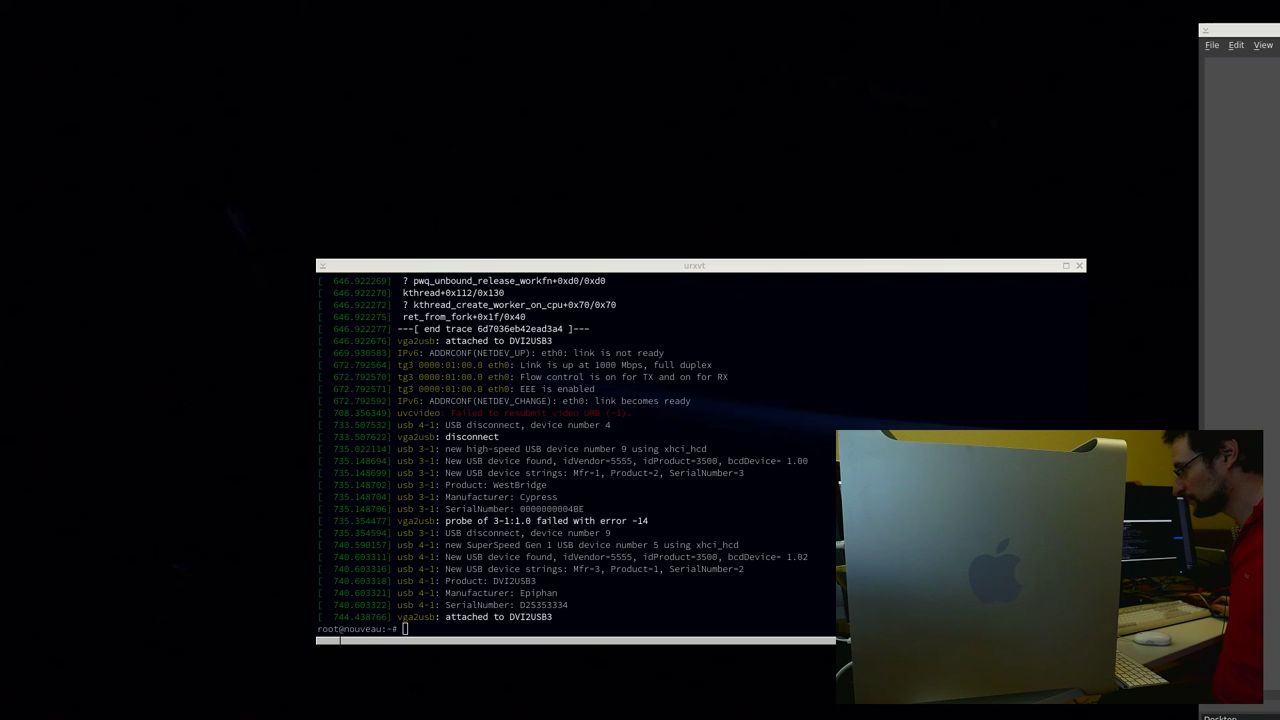 File Edit View
urxvt
[ 646.922269] ? pwq_unbound_release_workfn+0xd0/0xd0
[ 646.922270] kthread+0x112/0x130
[ 646.922272] ? kthread_create_worker_on_cpu+0x70/0x70
[ 646.922275] ret_from_fork+0x1f/0x40
[ 646.922277] ---[ end trace 6d7036eb42ead3a4 ]---
[ 646.922676] vga2usb: attached to DVI2USB3
[ 669.930583] IPv6: ADDRCONF(NETDEV_UP): eth0: link is not ready
[ 672.792564] tg3 0000:01:00.0 eth0: Link is up at 1000 Mbps, full duplex
[ 672.792570] tg3 0000:01:00.0 eth0: Flow control is on for TX and on for RX
[ 672.792571] tg3 0000:01:00.0 eth0: EEE is enabled
[ 672.792592] IPv6: ADDRCONF(NETDEV_CHANGE): eth0: link becomes ready
[ 708.356349] uvcvideo: Failed to resubmit video URB (-1).
[ 733.507532] usb 4-1: USB disconnect, device number 4
[ 733.507622] vga2usb: disconnect
[ 735.022114] usb 3-1: new high-speed USB device number 9 using xhci_hcd
[ 735.148694] usb 3-1: New USB device found, idVendor=5555, idProduct=3500, bcdDevice= 1.00
[ 735.148699] usb 3-1: New USB device strings: Mfr=1, Product=2, SerialNumber=3
[ 735.148702] usb 3-1: Product: WestBridge
[ 735.148704] usb 3-1: Manufacturer: Cypress
[ 735.148706] usb 3-1: SerialNumber: 0000000004BE
[ 735.354477] vga2usb: probe of 3-1:1.0 failed with error -14
[ 735.354594] usb 3-1: USB disconnect, device number 9
[ 740.590157] usb 4-1: new SuperSpeed Gen 1 USB device number 5 using xhci_hcd
[ 740.603311] usb 4-1: New USB device found, idVendor=5555, idProduct=3500, bcdDevice= 1.02
[ 740.603316] usb 4-1: New USB device strings: Mfr=3, Product=1, SerialNumber=2
[ 740.603318] usb 4-1: Product: DVI2USB3
[ 740.603321] usb 4-1: Manufacturer: Epiphan
[ 740.603322] usb 4-1: SerialNumber: D2S353334
[ 744.438766] vga2usb: attached to DVI2USB3
root@nouveau:~#
Desktop